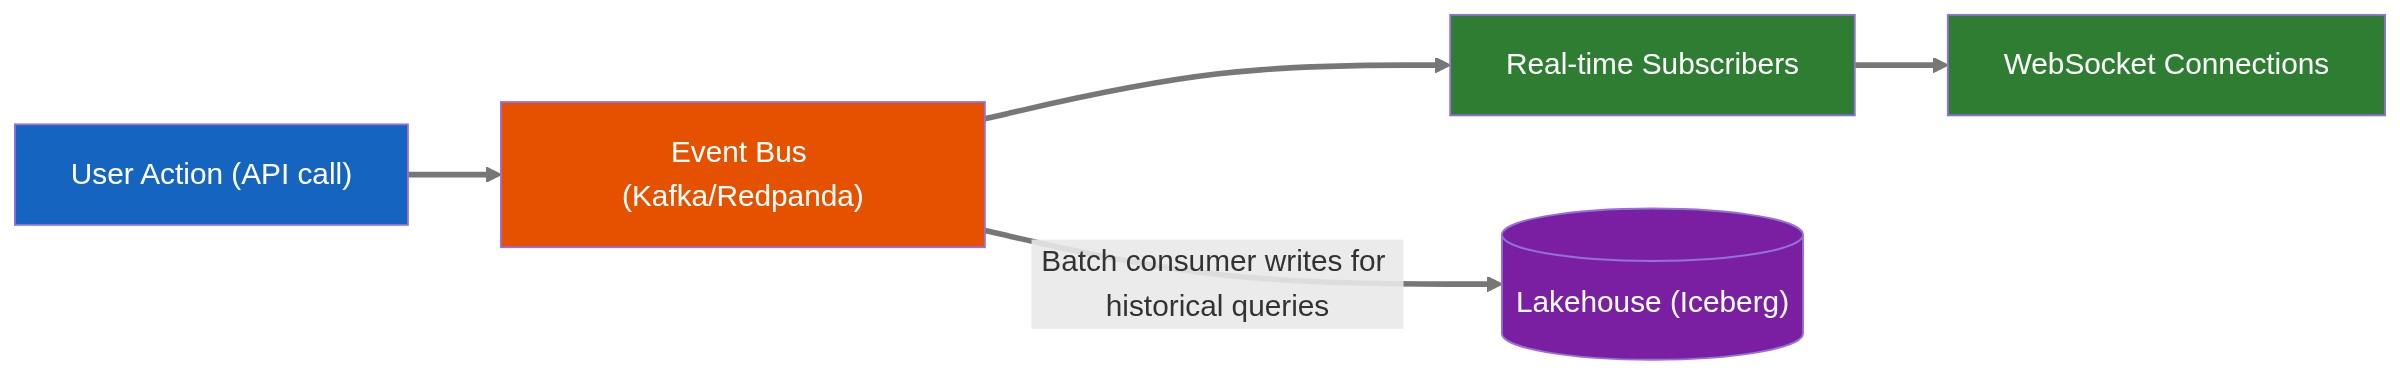 User Action (API call)
Event Bus
(Kafka/Redpanda)
Batch consumer writes for
historical queries
Real-time Subscribers
WebSocket Connections
Lakehouse (Iceberg)